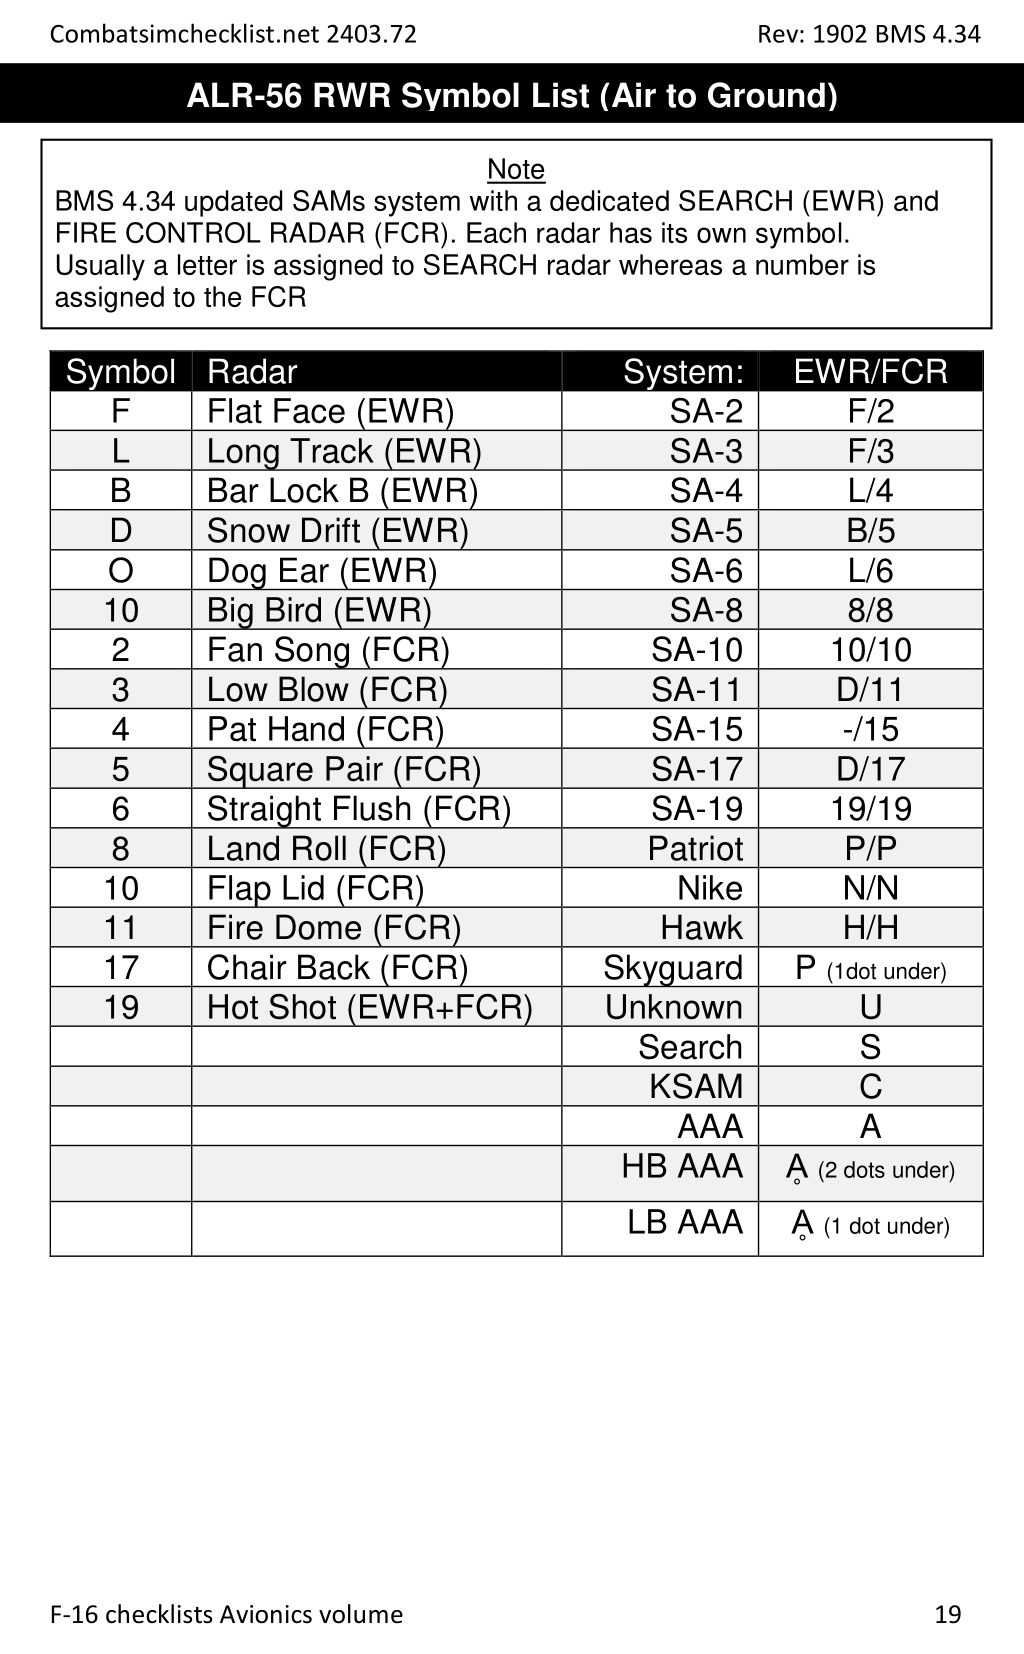 Combatsimchecklist.net 2403.72 Rev: 1902 BMS 4.34
ALR-56 RWR Symbol List (Air to Ground)
Note
BMS 4.34 updated SAMs system with a dedicated SEARCH (EWR) and
FIRE CONTROL RADAR (FCR). Each radar has its own symbol.
Usually a letter is assigned to SEARCH radar whereas a number is
assigned to the FCR
Symbol Radar System: EWR/FCR
F Flat Face (EWR) SA-2 F/2
L Long Track (EWR) SA-3 F/3
B Bar Lock B (EWR) SA-4 L/4
D Snow Drift (EWR) SA-5 B/5
O Dog Ear (EWR) SA-6 L/6
10 Big Bird (EWR) SA-8 8/8
2 Fan Song (FCR) SA-10 10/10
3 Low Blow (FCR) SA-11 D/11
4 Pat Hand (FCR) SA-15 -/15
5 Square Pair (FCR) SA-17 D/17
6 Straight Flush (FCR) SA-19 19/19
8 Land Roll (FCR) Patriot P/P
10 Flap Lid (FCR) Nike N/N
11 Fire Dome (FCR) Hawk H/H
17 Chair Back (FCR) Skyguard P (1dot under)
19 Hot Shot (EWR+FCR) Unknown U
Search S
KSAM C
AAA A
HB AAA Ḁ (2 dots under)
LB AAA Ḁ (1 dot under)
F-16 checklists Avionics volume 19